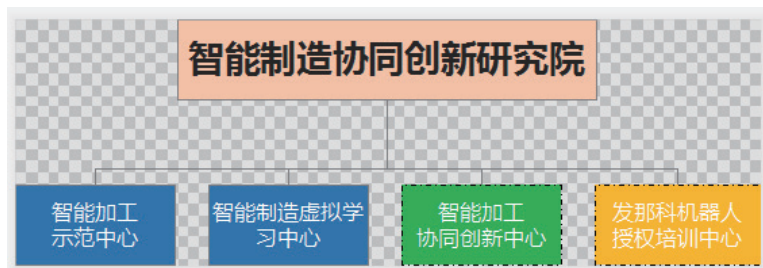 智能制造协同创新研究院
智能加工
示范中心
智能制造虚拟学
习中心
智能加工
协同创新中心
发那科机器人
授权培训中心